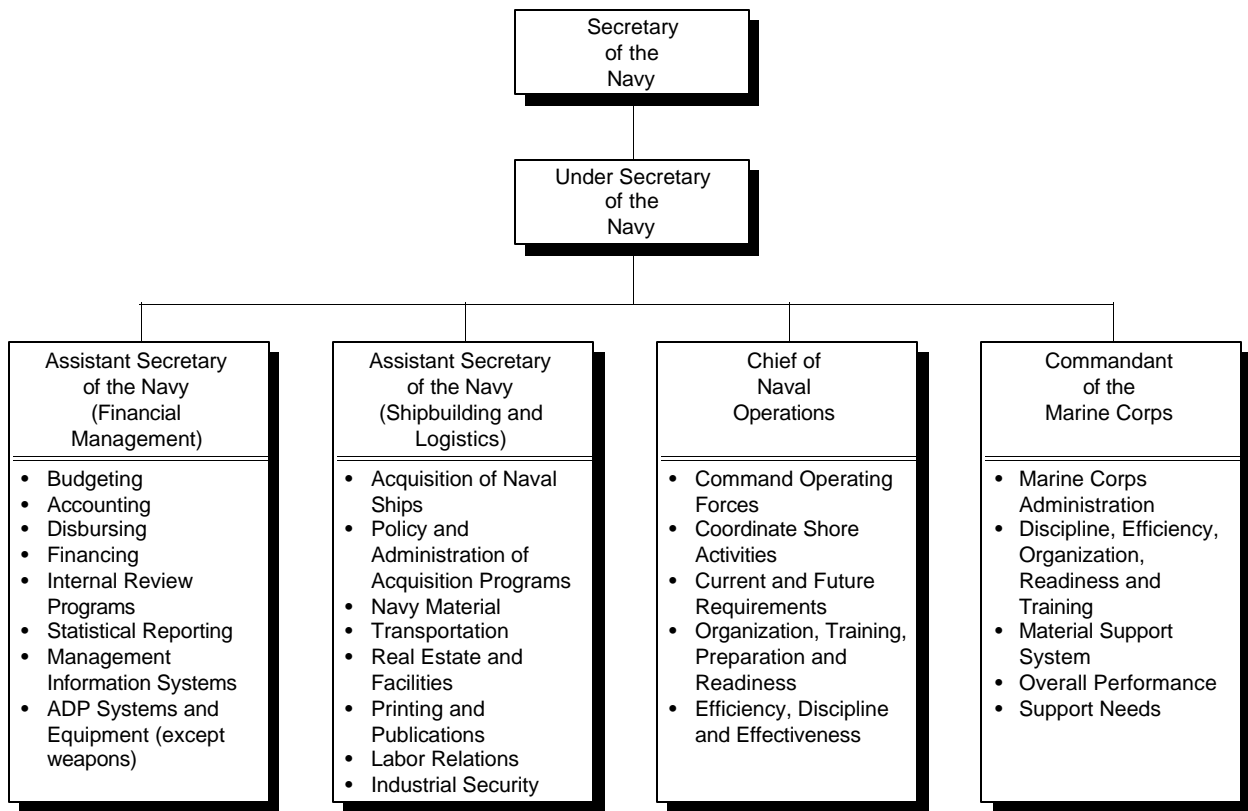 Secretary
of the
Navy
Under Secretary
of the
Navy
Assistant Secretary
of the Navy
(Financial
Management)
• Budgeting
• Accounting
• Disbursing
• Financing
• Internal Review
Programs
• Statistical Reporting
• Management
Information Systems
• ADP Systems and
Equipment (except
weapons)
Assistant Secretary
of the Navy
(Shipbuilding and
Logistics)
• Acquisition of Naval
Ships
• Policy and
Administration of
Acquisition Programs
• Navy Material
• Transportation
• Real Estate and
Facilities
• Printing and
Publications
• Labor Relations
• Industrial Security
Chief of
Naval
Operations
• Command Operating
Forces
• Coordinate Shore
Activities
• Current and Future
Requirements
• Organization, Training,
Preparation and
Readiness
• Efficiency, Discipline
and Effectiveness
Commandant
of the
Marine Corps
• Marine Corps
Administration
• Discipline, Efficiency,
Organization,
Readiness and
Training
• Material Support
System
• Overall Performance
• Support Needs